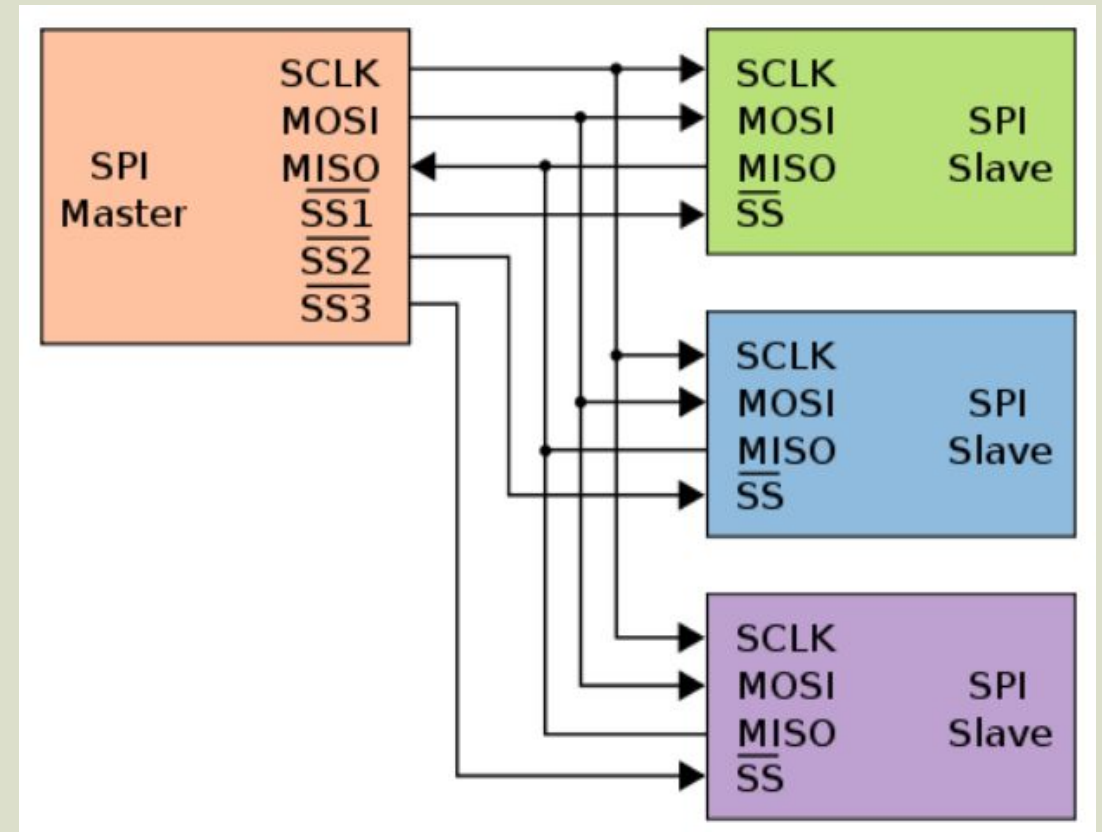 SCLK
MOSI
MISO
SS1
SS2
SS3
SPI
Master
SCLK
MOSI
MISO
SS
SPI
Slave
SCLK
MOSI
MISO
SS
SPI
Slave
SCLK
MOSI
MISO
SS
SPI
Slave